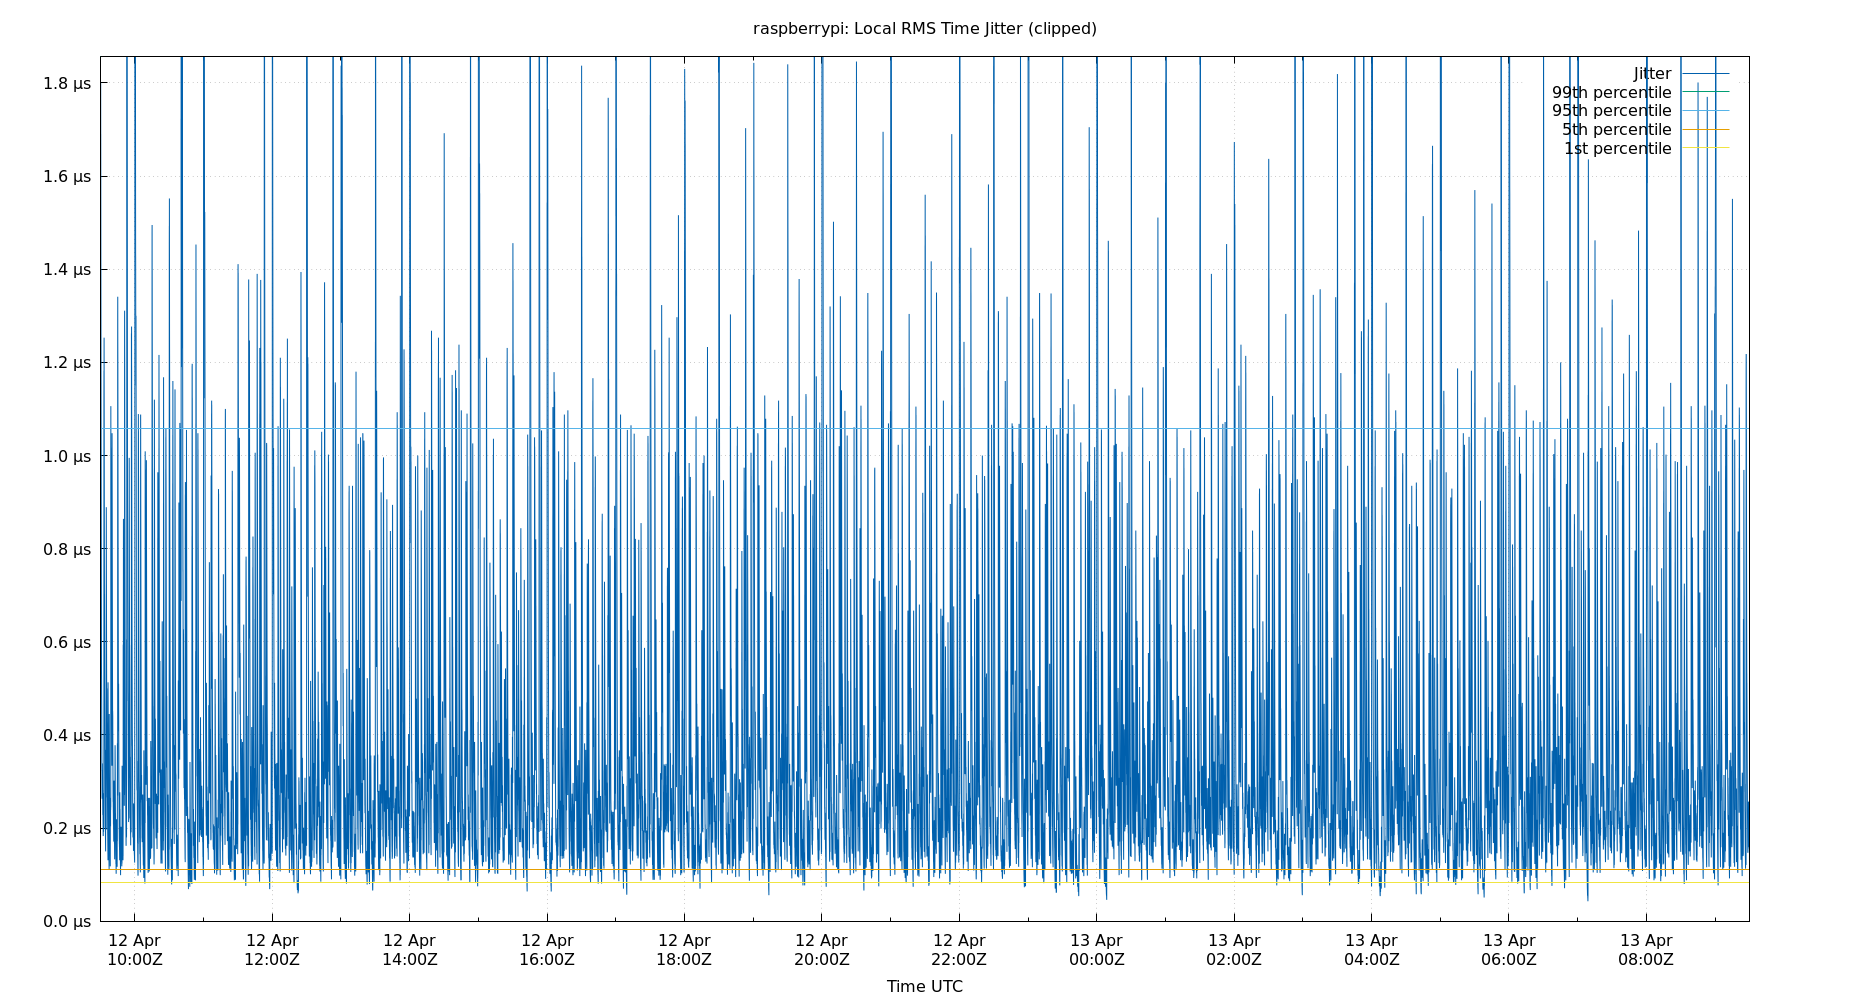 raspberrypi: Local RMS Time Jitter (clipped)
1.8 µs
1.6 µs
1.4 µs
1.2 µs
1.0 µs
0.8 µs
0.6 µs
0.4 µs
0.2 µs
0.0 µs
Jitter
99th percentile
95th percentile
5th percentile
1st percentile
12 Apr 12 Apr 12 Apr 12 Apr 12 Apr 12 Apr 12 Apr 13 Apr 13 Apr 13 Apr 13 Apr 13 Apr
10:00Z 12:00Z 14:00Z 16:00Z 18:00Z 20:00Z 22:00Z 00:00Z 02:00Z 04:00Z 06:00Z 08:00Z
Time UTC